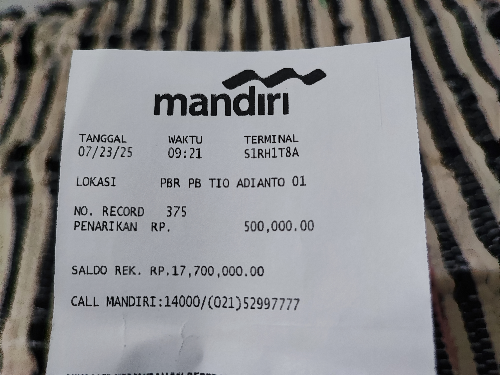 mandiri
TANGGAL WAKTU TERMINAL
07/23/25 09:21 S1RH1T8A
LOKASI PBR PB TIO ADIANTO 01
NO. RECORD 375
PENARIKAN RP. 500,000.00
SALDO REK. RP.17,700,000.00
CALL MANDIRI:14000/(021)52997777